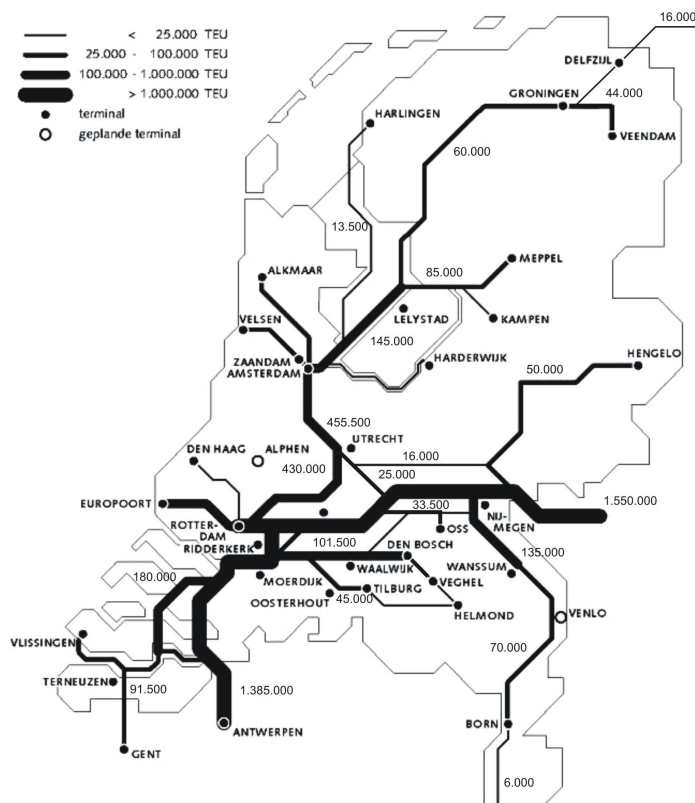 < 25.000 TEU
25.000 - 100.000 TEU
100.000 - 1.000.000 TEU
> 1.000.000 TEU
terminal
geplande terminal
16.000
DELFZIJL
GRONINGEN
44.000
HARLINGEN
VEENDAM
60.000
13.500
MEPPEL
ALKMAAR
85.000
VELSEN
LELYSTAD
KAMPEN
145.000
ZAANDAM
AMSTERDAM
HARDERWIJK
HENGELO
50.000
455.500
UTRECHT
DEN HAAG
ALPHEN
16.000
430.000
25.000
EUROPOORT
33.500
1.550.000
ROTTER-
DAM
OSS
NIJ-
MEGEN
RIDDERKERK
101.500
DEN BOSCH
135.000
WAALWIJK
WANSSUM
180.000
MOERDIJK
VEGHEL
TILBURG
OOSTERHOUT
45.000
HELMOND
VENLO
VLISSINGEN
70.000
TERNEUZEN
91.500
1.385.000
BORN
ANTWERPEN
GENT
6.000